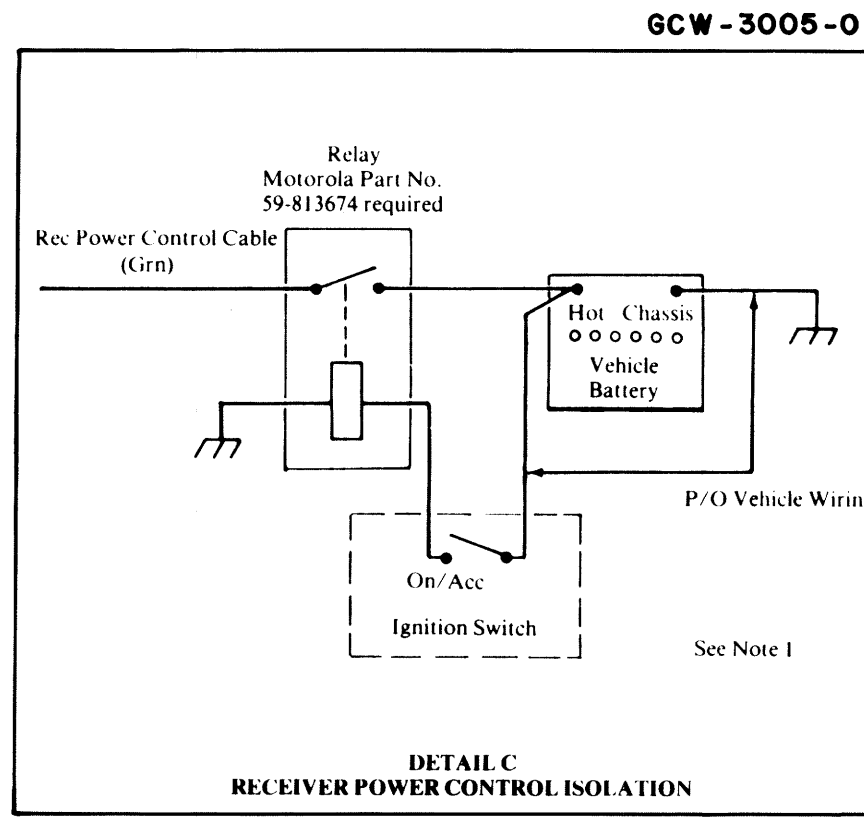 GCW-3005-0
Relay
Motorola Part No.
59-813674 required
Rec Power Control Cable
(Grn)
Hot Chassis
Vehicle
Battery
P/O Vehicle Wirin
On/Acc
Ignition Switch
See Note 1
DETAIL C
RECEIVER POWER CONTROL ISOLATION